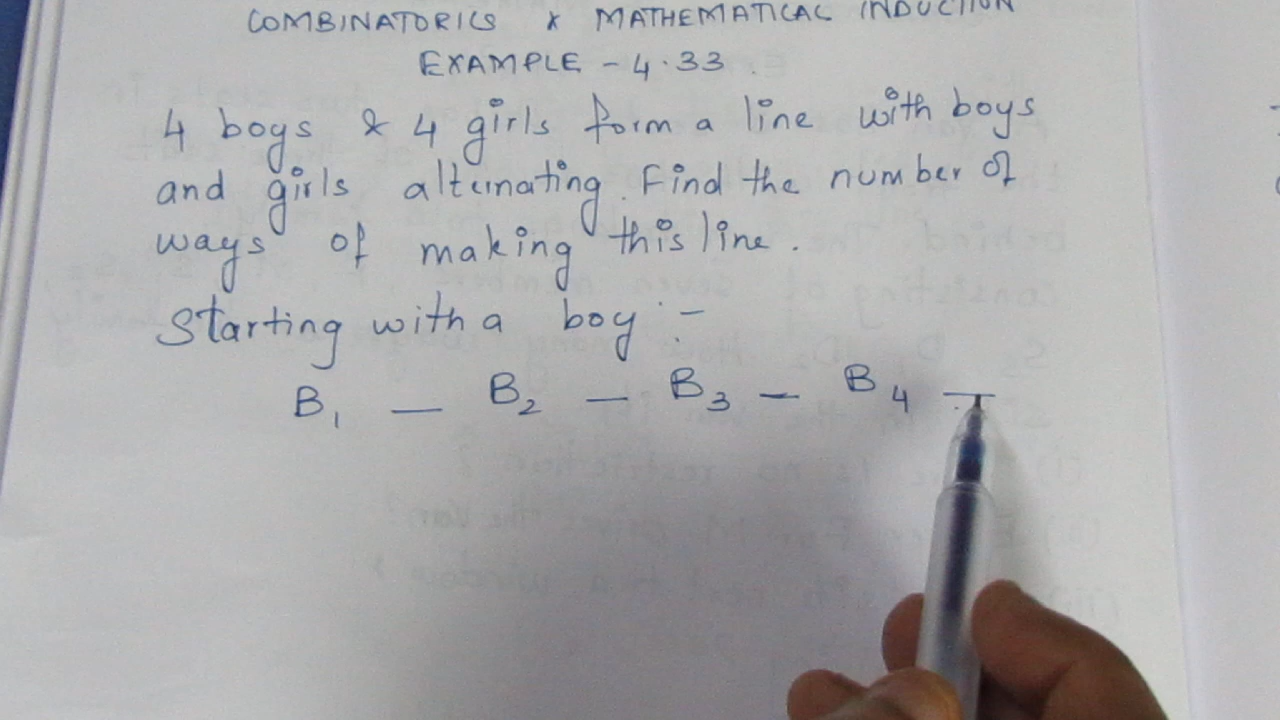 COMBINATORICS & MATHEMATICAL INDUCTION
EXAMPLE - 4.33
4 boys & 4 girls form a line with boys
and girls alternating. Find the number of
ways of making this line.
Starting with a boy :-
B1 _ B2 _ B3 _ B4 _